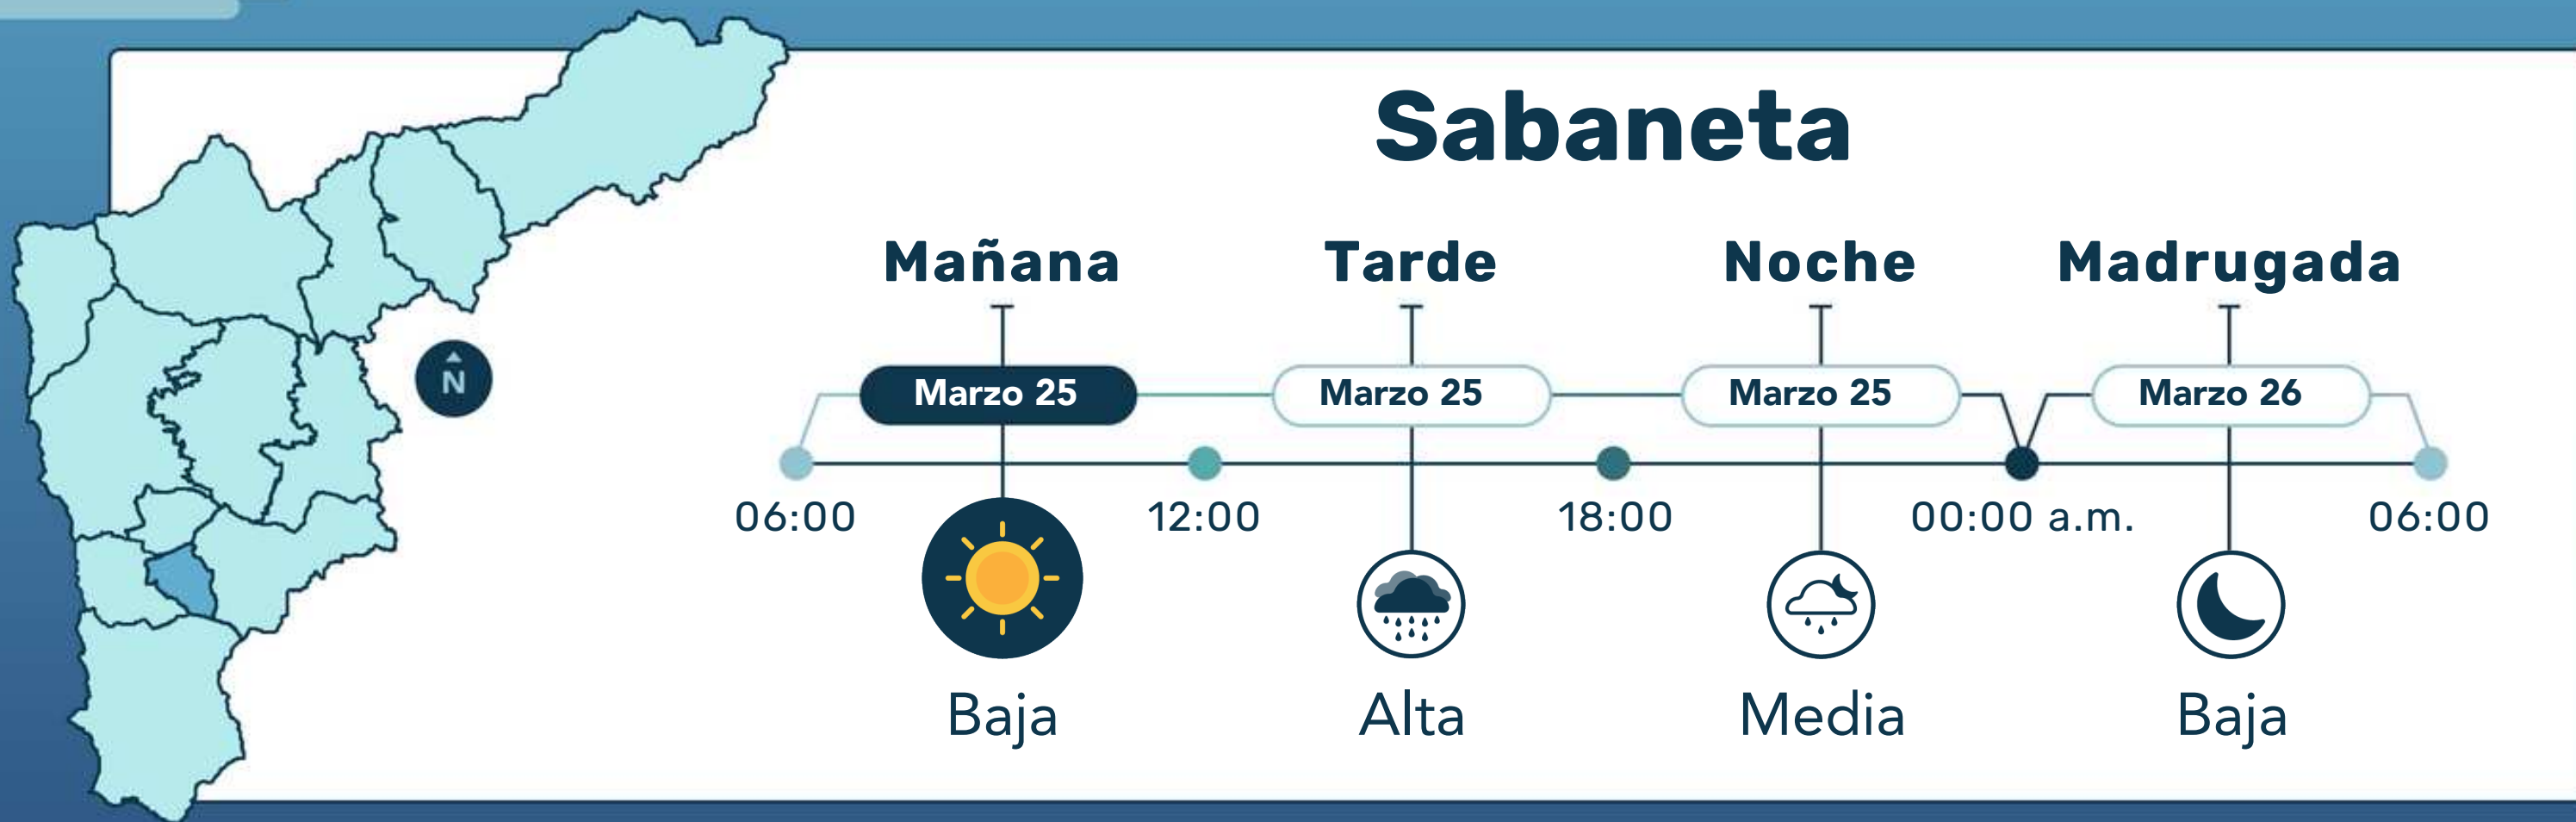 Sabaneta
Mañana Tarde Noche Madrugada
Marzo 25 Marzo 25 Marzo 25 Marzo 26
N
06:00 12:00 18:00 00:00 a.m. 06:00
Baja Alta Media Baja